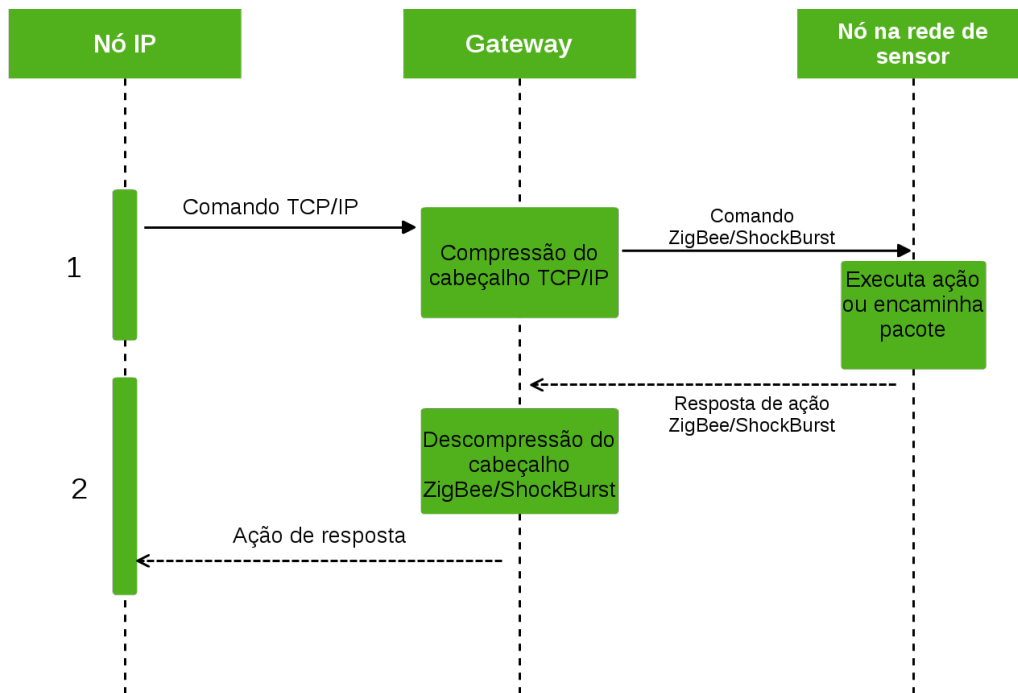 Nó IP
Gateway
Nó na rede de
sensor
Comando TCP/IP
Comando
ZigBee/ShockBurst
1
Compressão do
cabeçalho TCP/IP
Executa ação
ou encaminha
pacote
Resposta de ação
ZigBee/ShockBurst
2
Descompressão do
cabeçalho
ZigBee/ShockBurst
Ação de resposta